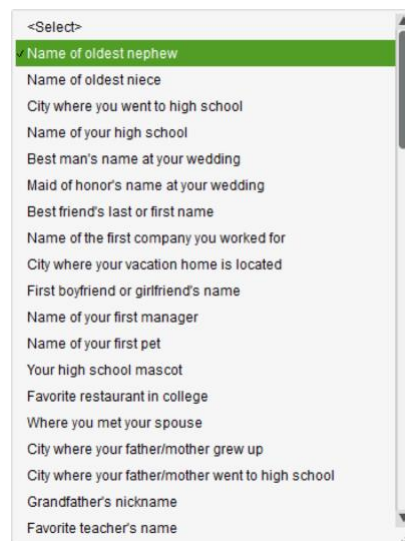 <Select>
Name of oldest nephew
Name of oldest niece
City where you went to high school
Name of your high school
Best man's name at your wedding
Maid of honor's name at your wedding
Best friend's last or first name
Name of the first company you worked for
City where your vacation home is located
First boyfriend or girlfriend's name
Name of your first manager
Name of your first pet
Your high school mascot
Favorite restaurant in college
Where you met your spouse
City where your father/mother grew up
City where your father/mother went to high school
Grandfather's nickname
Favorite teacher's name